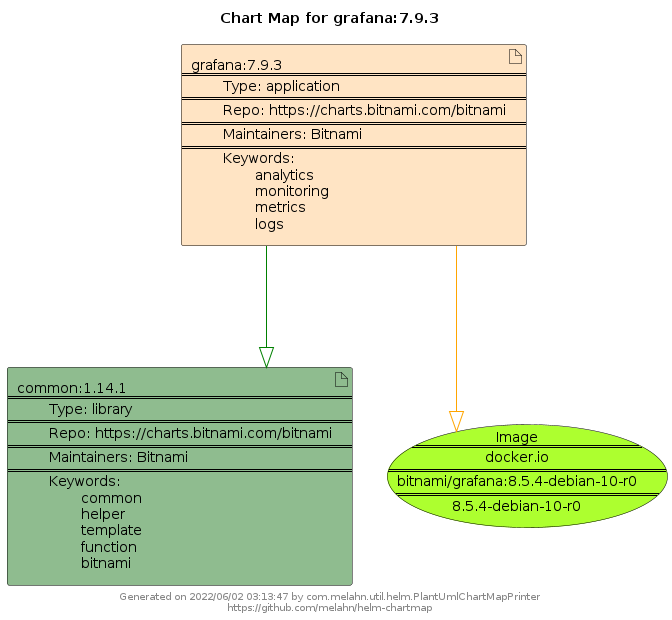 Chart Map for grafana:7.9.3
grafana:7.9.3
Type: application
Repo: https://charts.bitnami.com/bitnami
Maintainers: Bitnami
Keywords:
analytics
monitoring
metrics
logs
common:1.14.1
Type: library
Repo: https://charts.bitnami.com/bitnami
Maintainers: Bitnami
Keywords:
common
helper
template
function
bitnami
Image
docker.io
bitnami/grafana:8.5.4-debian-10-r0
8.5.4-debian-10-r0
Generated on 2022/06/02 03:13:47 by com.melahn.util.helm.PlantUmlChartMapPrinter
https://github.com/melahn/helm-chartmap